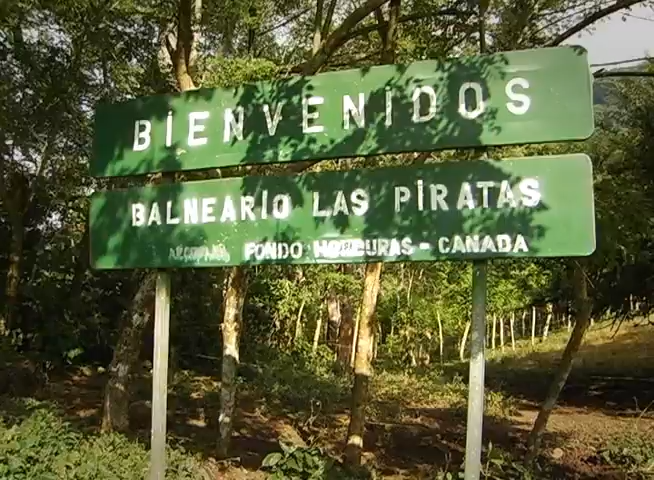 BIENVENIDOS
BALNEARIO LAS PIRATAS
FONDO HONDURAS - CANADA